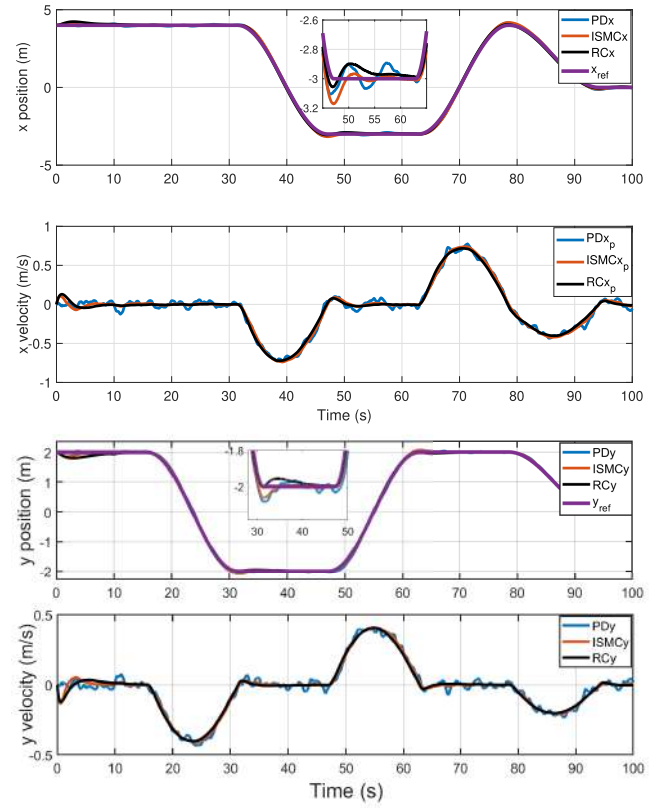 5
0
-5
x position (m)
-2.6
-2.8
-3
-3.2
50 55 60
PDx
ISMCx
RCx
x_ref
0 10 20 30 40 50 60 70 80 90 100
1
0.5
0
-0.5
-1
x velocity (m/s)
PDx_p
ISMCx_p
RCx_p
0 10 20 30 40 50 60 70 80 90 100
Time (s)
2
1
0
-1
-2
y position (m)
-1.8
-2
30 40 50
PDy
ISMCy
RCy
y_ref
0 10 20 30 40 50 60 70 80 90 100
0.5
0
-0.5
y velocity (m/s)
PDy
ISMCy
RCy
0 10 20 30 40 50 60 70 80 90 100
Time (s)